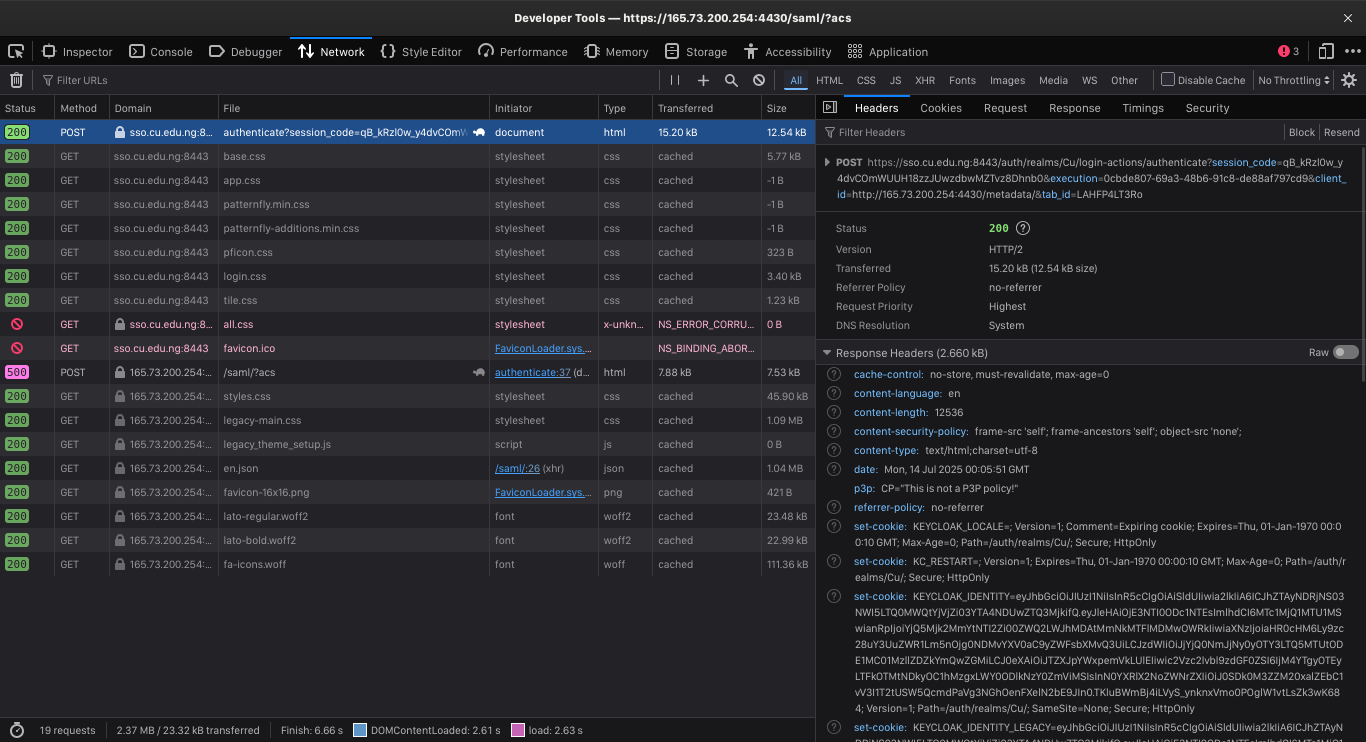 Developer Tools — https://165.73.200.254:4430/saml/?acs
Inspector Console Debugger Network Style Editor Performance Memory Storage Accessibility Application 3
Filter URLs All HTML CSS JS XHR Fonts Images Media WS Other Disable Cache No Throttling
Status Method Domain File Initiator Type Transferred Size
200 POST sso.cu.edu.ng:8... authenticate?session_code=qB_kRzl0w_y4dvCOmW document html 15.20 kB 12.54 kB
200 GET sso.cu.edu.ng:8443 base.css stylesheet css cached 5.77 kB
200 GET sso.cu.edu.ng:8443 app.css stylesheet css cached -1 B
200 GET sso.cu.edu.ng:8443 patternfly.min.css stylesheet css cached -1 B
200 GET sso.cu.edu.ng:8443 patternfly-additions.min.css stylesheet css cached -1 B
200 GET sso.cu.edu.ng:8443 pficon.css stylesheet css cached 323 B
200 GET sso.cu.edu.ng:8443 login.css stylesheet css cached 3.40 kB
200 GET sso.cu.edu.ng:8443 tile.css stylesheet css cached 1.23 kB
GET sso.cu.edu.ng:8... all.css stylesheet x-unkn... NS_ERROR_CORRU... 0 B
GET sso.cu.edu.ng:8443 favicon.ico FaviconLoader.sys.... NS_BINDING_ABOR...
500 POST 165.73.200.254:... /saml/?acs authenticate:37 (d... html 7.88 kB 7.53 kB
200 GET 165.73.200.254:... styles.css stylesheet css cached 45.90 kB
200 GET 165.73.200.254:... legacy-main.css stylesheet css cached 1.09 MB
200 GET 165.73.200.254:... legacy_theme_setup.js script js cached 0 B
200 GET 165.73.200.254:... en.json /saml/:26 (xhr) json cached 1.04 MB
200 GET 165.73.200.254:... favicon-16x16.png FaviconLoader.sys.... png cached 421 B
200 GET 165.73.200.254:... lato-regular.woff2 font woff2 cached 23.48 kB
200 GET 165.73.200.254:... lato-bold.woff2 font woff2 cached 22.99 kB
200 GET 165.73.200.254:... fa-icons.woff font woff cached 111.36 kB
19 requests 2.37 MB / 23.32 kB transferred Finish: 6.66 s DOMContentLoaded: 2.61 s load: 2.63 s
Headers Cookies Request Response Timings Security
Filter Headers Block Resend
POST https://sso.cu.edu.ng:8443/auth/realms/Cu/login-actions/authenticate?session_code=qB_kRzl0w_y
4dvCOmWUUH18zzJUwzdbwMZTvz8Dhnb0&execution=0cbde807-69a3-48b6-91c8-de88af797cd9&client_
id=http://165.73.200.254:4430/metadata/&tab_id=LAHFP4LT3Ro
Status 200
Version HTTP/2
Transferred 15.20 kB (12.54 kB size)
Referrer Policy no-referrer
Request Priority Highest
DNS Resolution System
Response Headers (2.660 kB) Raw
cache-control: no-store, must-revalidate, max-age=0
content-language: en
content-length: 12536
content-security-policy: frame-src 'self'; frame-ancestors 'self'; object-src 'none';
content-type: text/html;charset=utf-8
date: Mon, 14 Jul 2025 00:05:51 GMT
p3p: CP="This is not a P3P policy!"
referrer-policy: no-referrer
set-cookie: KEYCLOAK_LOCALE=; Version=1; Comment=Expiring cookie; Expires=Thu, 01-Jan-1970 00:0
0:10 GMT; Max-Age=0; Path=/auth/realms/Cu/; Secure; HttpOnly
set-cookie: KC_RESTART=; Version=1; Expires=Thu, 01-Jan-1970 00:00:10 GMT; Max-Age=0; Path=/auth/r
ealms/Cu/; Secure; HttpOnly
set-cookie:
4; Version=1; Path=/auth/realms/Cu/; SameSite=None; Secure; HttpOnly
set-cookie: